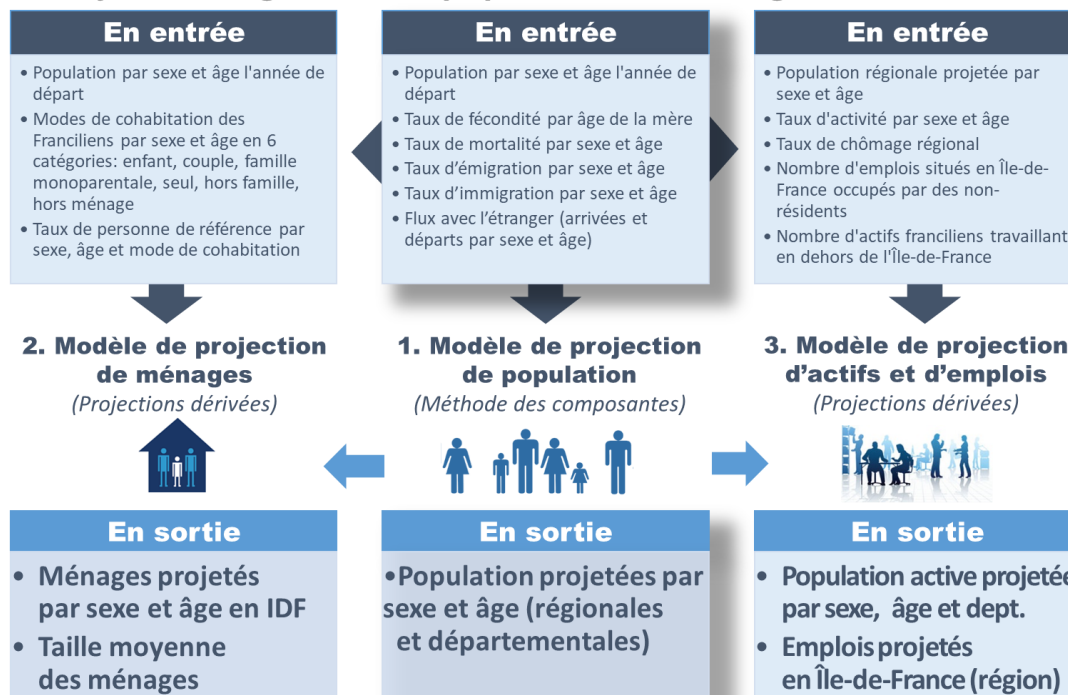 En entrée
• Population par sexe et âge l'année de
départ
• Modes de cohabitation des
Franciliens par sexe et âge en 6
catégories: enfant, couple, famille
monoparentale, seul, hors famille,
hors ménage
• Taux de personne de référence par
sexe, âge et mode de cohabitation
2. Modèle de projection
de ménages
(Projections dérivées)
En sortie
• Ménages projetés
par sexe et âge en IDF
• Taille moyenne
des ménages
En entrée
• Population par sexe et âge l'année de
départ
• Taux de fécondité par âge de la mère
• Taux de mortalité par sexe et âge
• Taux d’émigration par sexe et âge
• Taux d’immigration par sexe et âge
• Flux avec l’étranger (arrivées et
départs par sexe et âge)
1. Modèle de projection
de population
(Méthode des composantes)
En sortie
•Population projetées par
sexe et âge (régionales
et départementales)
En entrée
• Population régionale projetée par
sexe et âge
• Taux d'activité par sexe et âge
• Taux de chômage régional
• Nombre d'emplois situés en Île-de-
France occupés par des non-
résidents
• Nombre d'actifs franciliens travaillant
en dehors de l'Île-de-France
3. Modèle de projection
d’actifs et d’emplois
(Projections dérivées)
En sortie
• Population active projetée
par sexe, âge et dept.
• Emplois projetés
en Île-de-France (région)